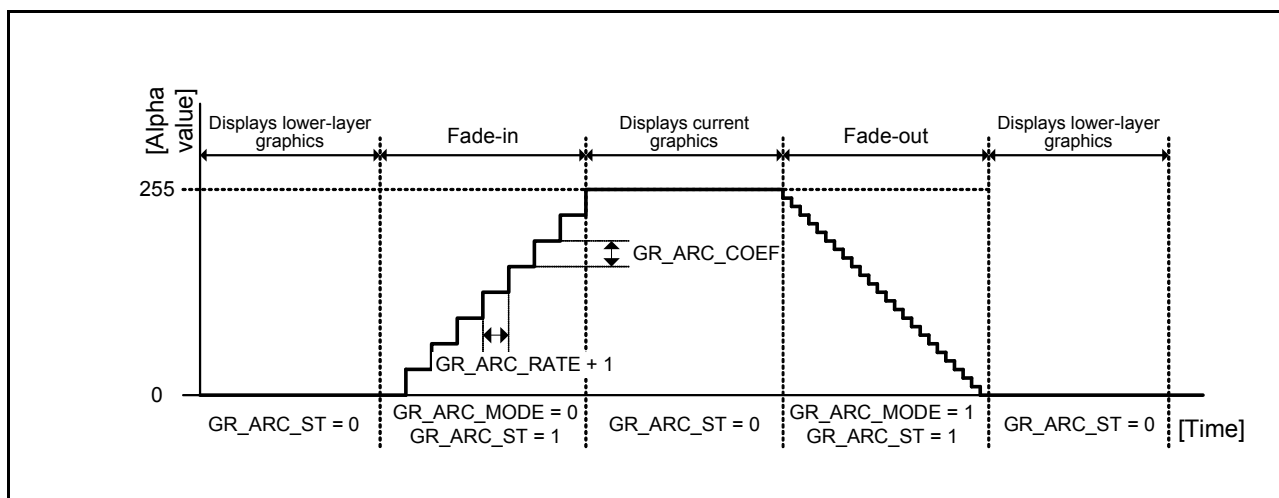 [Alpha
value]
Displays lower-layer
graphics
Fade-in
Displays current
graphics
Fade-out
Displays lower-layer
graphics
255
GR_ARC_COEF
GR_ARC_RATE + 1
0
GR_ARC_ST = 0
GR_ARC_MODE = 0
GR_ARC_ST = 1
GR_ARC_ST = 0
GR_ARC_MODE = 1
GR_ARC_ST = 1
GR_ARC_ST = 0
[Time]